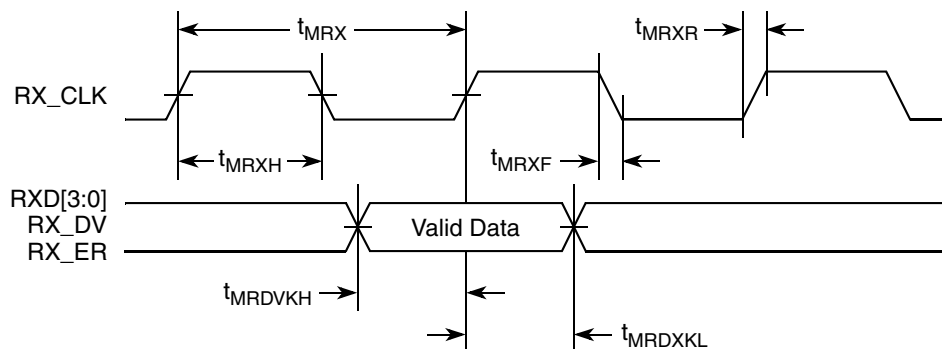 tMRX
tMRXR
RX_CLK
tMRXH
tMRXF
RXD[3:0]
RX_DV
Valid Data
RX_ER
tMRDVKH
tMRDXKL